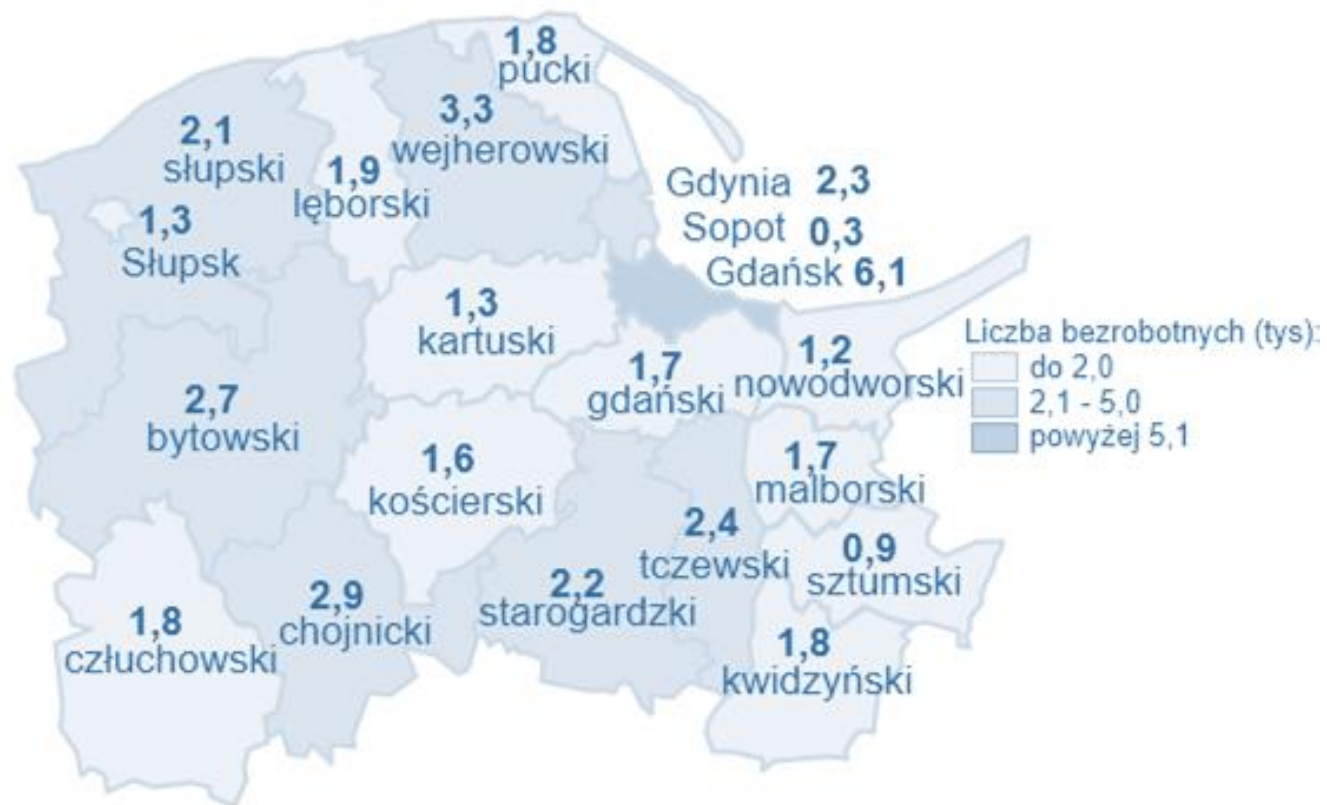 1,8
pucki
3,3
wejherowski
2,1
słupski
1,9
lęborski
1,3
Słupsk
Gdynia 2,3
Sopot 0,3
Gdańsk 6,1
1,3
kartuski
1,7
gdański
1,2
nowodworski
Liczba bezrobotnych (tys):
do 2,0
2,1 - 5,0
powyżej 5,1
2,7
bytowski
1,6
kościerski
1,7
malborski
2,4
tczewski
0,9
sztumski
2,2
starogardzki
2,9
chojnicki
1,8
człuchowski
1,8
kwidzyński